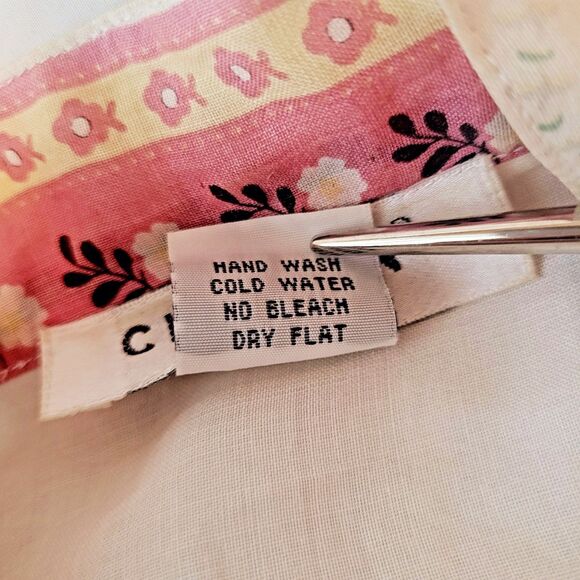 HAND WASH
COLD WATER
NO BLEACH
DRY FLAT